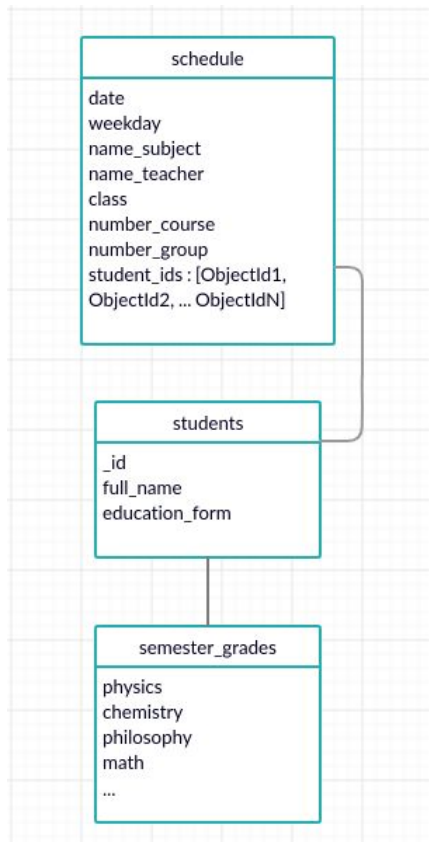 schedule
date
weekday
name_subject
name_teacher
class
number_course
number_group
student_ids : [ObjectId1,
ObjectId2, ... ObjectIdN]
students
_id
full_name
education_form
semester_grades
physics
chemistry
philosophy
math
...